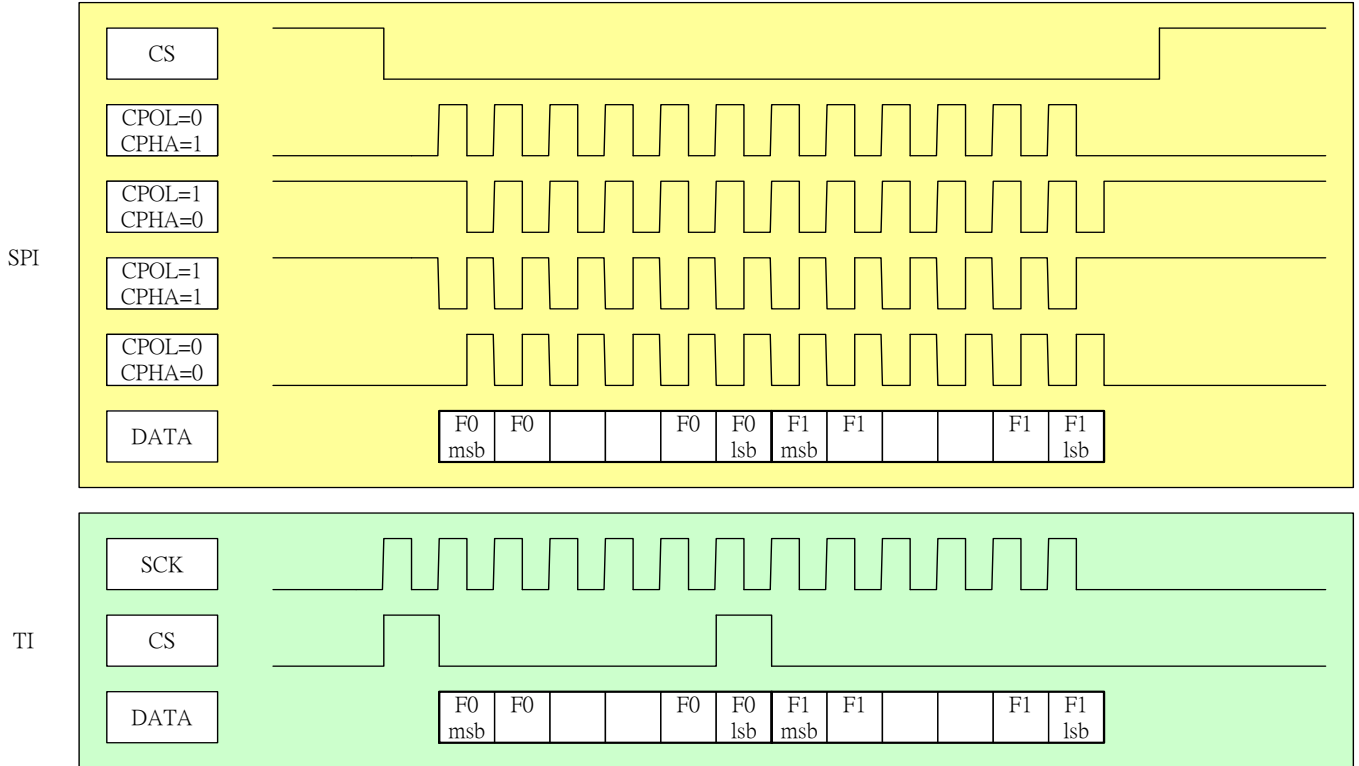 CS
CPOL=0
CPHA=1
CPOL=1
CPHA=0
SPI
CPOL=1
CPHA=1
CPOL=0
CPHA=0
DATA
F0 F0 F0 F0 F1 F1 F1 F1
msb lsb msb lsb
SCK
TI
CS
DATA
F0 F0 F0 F0 F1 F1 F1 F1
msb lsb msb lsb